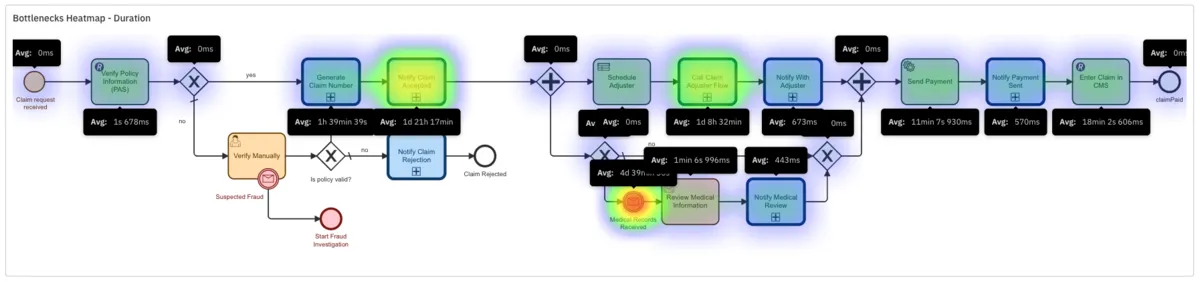 Bottlenecks Heatmap - Duration
Avg: 0ms
Avg: 0ms
Avg: 0ms
Avg: 0ms
Avg: 0ms
Claim request
received
Verify Policy
Information
(PAS)
yes
Generate
Claim Number
Notify Claim
Accepted
Schedule
Adjuster
Call Claim
Adjuster Flow
Notify With
Adjuster
Send Payment
Notify Payment
Sent
Enter Claim in
CMS
claimPaid
Avg: 1s 678ms
no
Avg: 1h 39min 39s
Avg: 1d 21h 17min
Avg: 0ms
Avg: 1d 8h 32min
Avg: 673ms
0ms
Avg: 11min 7s 930ms
Avg: 570ms
Avg: 18min 2s 606ms
Verify Manually
Is policy valid?
no
Notify Claim
Rejection
Claim Rejected
no
Avg: 1min 6s 996ms
Avg: 443ms
Avg: 4d 39min
Suspected Fraud
Medical Records
Received
Review Medical
Information
Notify Medical
Review
Start Fraud
Investigation